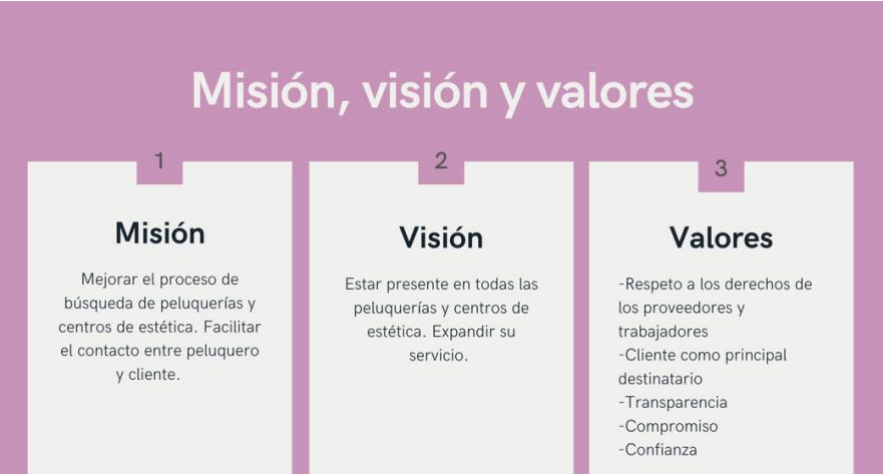 Misión, visión y valores
1
Misión
Mejorar el proceso de
búsqueda de peluquerías y
centros de estética. Facilitar
el contacto entre peluquero
y cliente.
2
Visión
Estar presente en todas las
peluquerías y centros de
estética. Expandir su
servicio.
3
Valores
-Respeto a los derechos de
los proveedores y
trabajadores
-Cliente como principal
destinatario
-Transparencia
-Compromiso
-Confianza